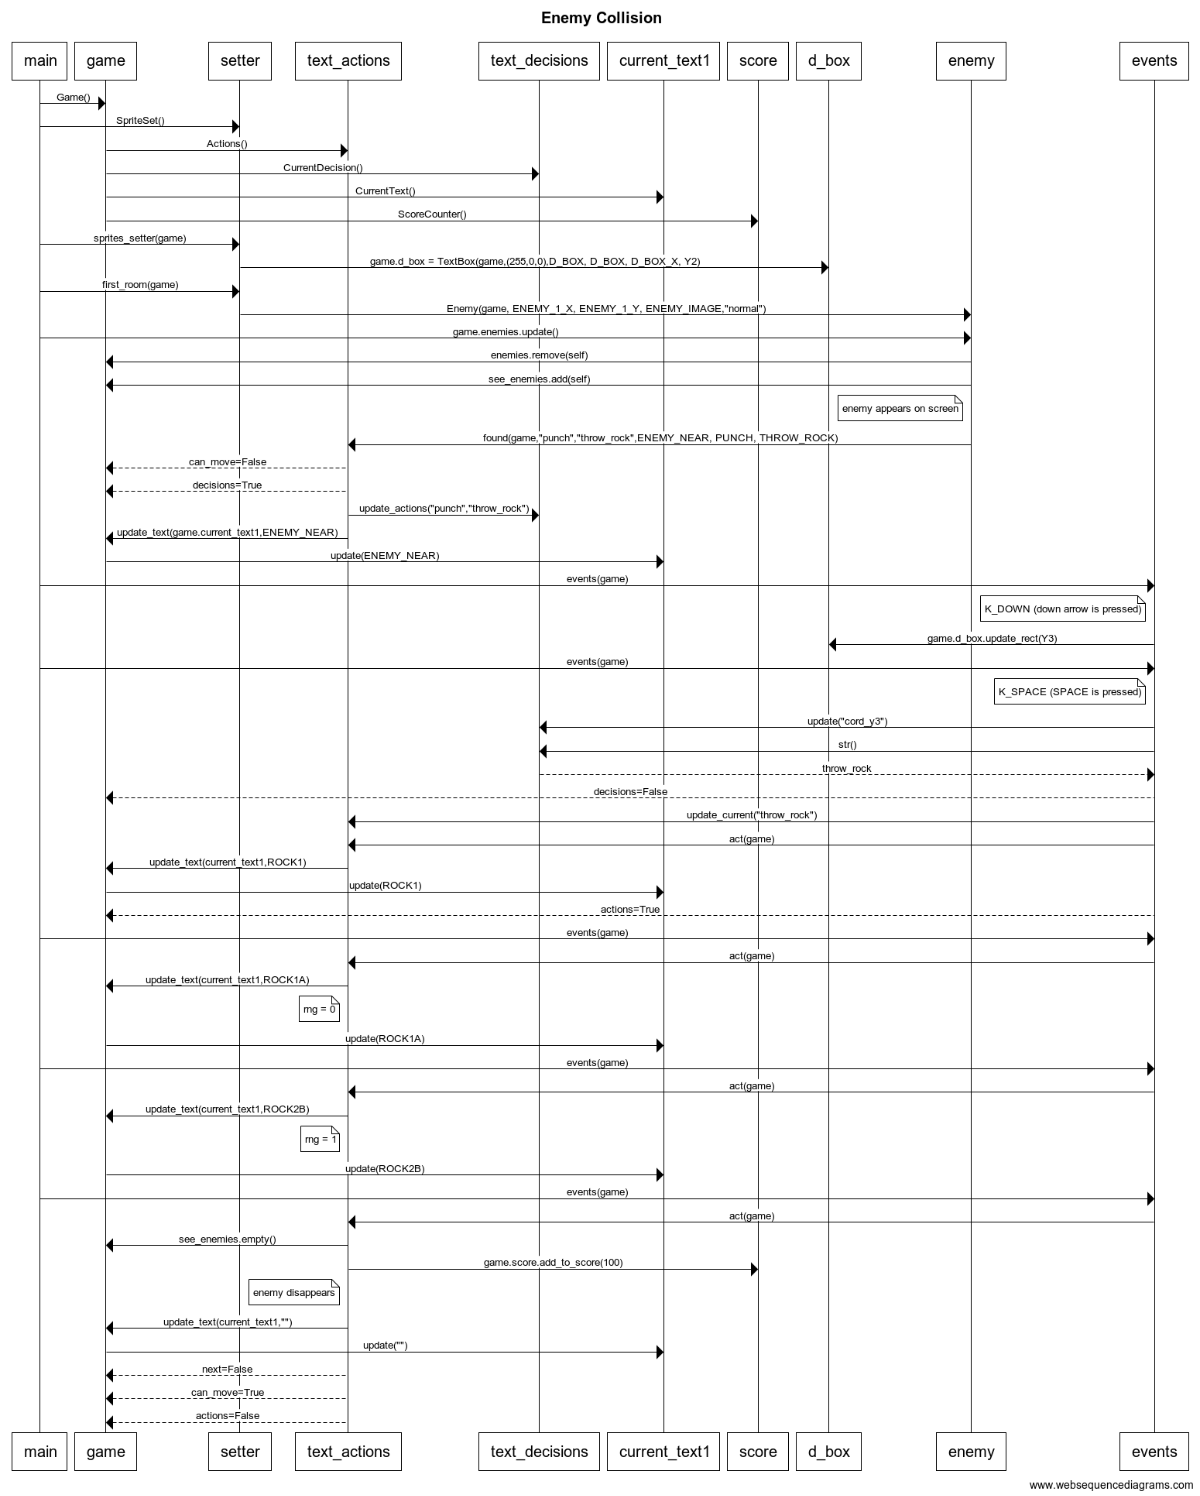 Enemy Collision
main game setter text_actions text_decisions current_text1 score d_box enemy events
Game()
SpriteSet()
Actions()
CurrentDecision()
CurrentText()
ScoreCounter()
sprites_setter(game)
game.d_box = TextBox(game,(255,0,0),D_BOX, D_BOX, D_BOX_X, Y2)
first_room(game)
Enemy(game, ENEMY_1_X, ENEMY_1_Y, ENEMY_IMAGE,"normal")
game.enemies.update()
enemies.remove(self)
see_enemies.add(self)
enemy appears on screen
found(game,"punch","throw_rock",ENEMY_NEAR, PUNCH, THROW_ROCK)
can_move=False
decisions=True
update_actions("punch","throw_rock")
update_text(game.current_text1,ENEMY_NEAR)
update(ENEMY_NEAR)
events(game)
K_DOWN (down arrow is pressed)
game.d_box.update_rect(Y3)
events(game)
K_SPACE (SPACE is pressed)
update("cord_y3")
str()
throw_rock
decisions=False
update_current("throw_rock")
act(game)
update_text(current_text1,ROCK1)
update(ROCK1)
actions=True
events(game)
act(game)
update_text(current_text1,ROCK1A)
rng = 0
update(ROCK1A)
events(game)
act(game)
update_text(current_text1,ROCK2B)
rng = 1
update(ROCK2B)
events(game)
act(game)
see_enemies.empty()
game.score.add_to_score(100)
enemy disappears
update_text(current_text1,"")
update("")
next=False
can_move=True
actions=False
main game setter text_actions text_decisions current_text1 score d_box enemy events
www.websequencediagrams.com